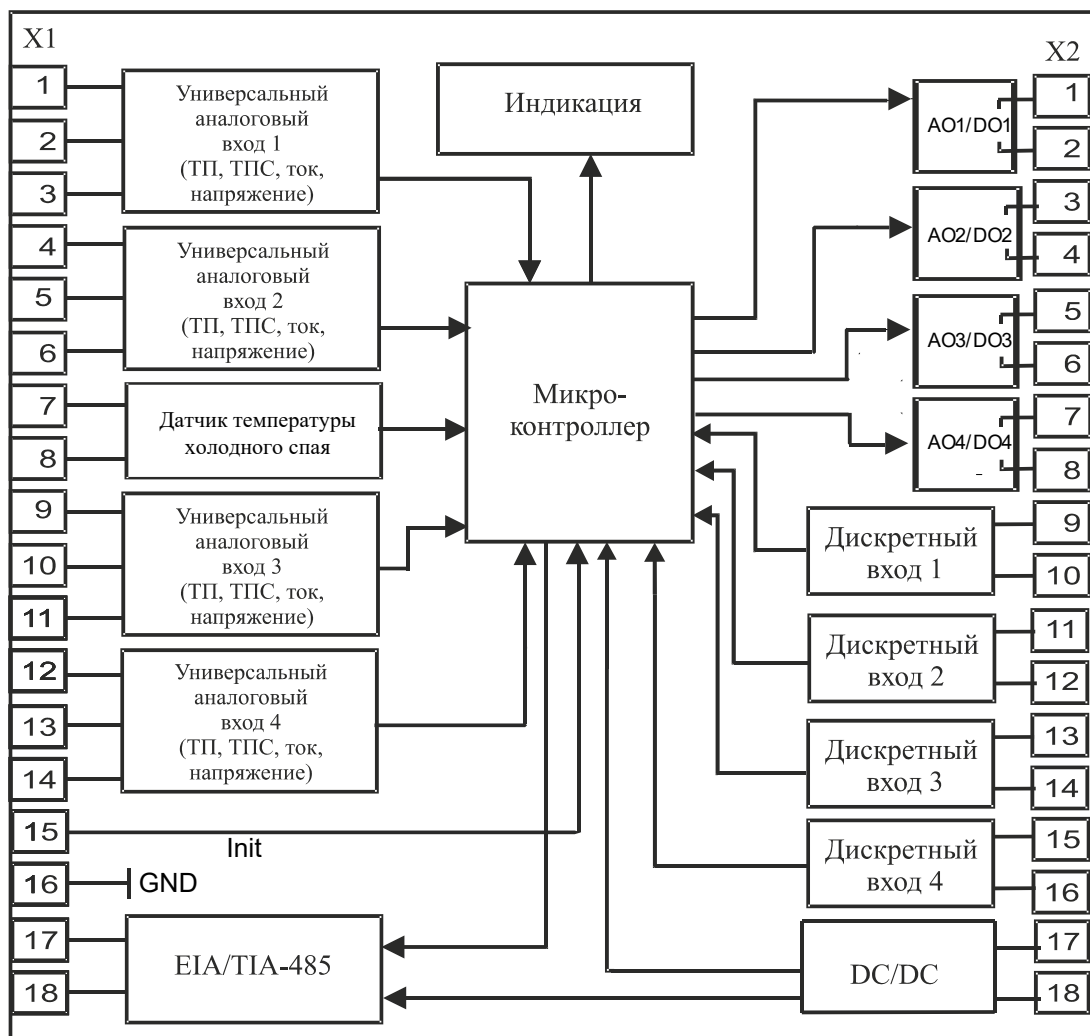 X1
1
2
3
4
5
6
7
8
9
10
11
12
13
14
15
16
17
18
Универсальный
аналоговый
вход 1
(ТП, ТПС, ток,
напряжение)
Универсальный
аналоговый
вход 2
(ТП, ТПС, ток,
напряжение)
Датчик температуры
холодного спая
Универсальный
аналоговый
вход 3
(ТП, ТПС, ток,
напряжение)
Универсальный
аналоговый
вход 4
(ТП, ТПС, ток,
напряжение)
Init
GND
EIA/TIA-485
Индикация
Микро-
контроллер
AO1/DO1
AO2/DO2
AO3/DO3
AO4/DO4
Дискретный
вход 1
Дискретный
вход 2
Дискретный
вход 3
Дискретный
вход 4
DC/DC
X2
1
2
3
4
5
6
7
8
9
10
11
12
13
14
15
16
17
18